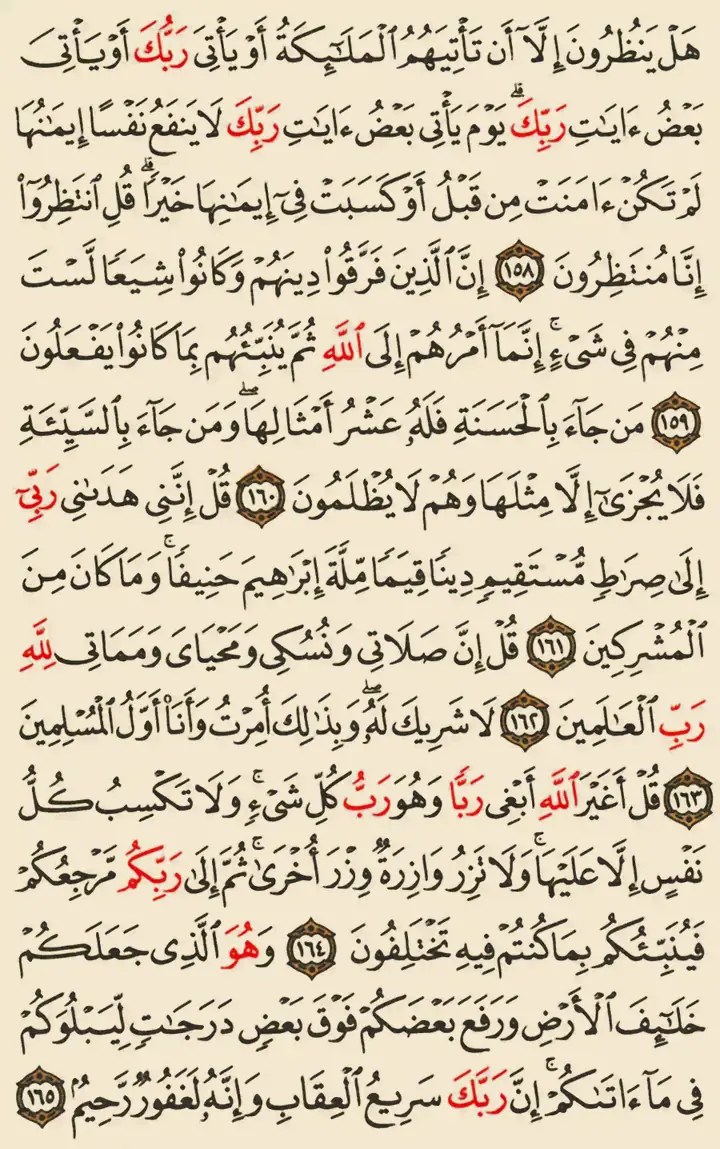 هَلْ يَنظُرُونَ إِلَّآ أَن تَأْتِيَهُمُ ٱلْمَلَـٰٓئِكَةُ أَوْ يَأْتِىَ رَبُّكَ أَوْ يَأْتِىَ
بَعْضُ ءَايَـٰتِ رَبِّكَ ۗ يَوْمَ يَأْتِى بَعْضُ ءَايَـٰتِ رَبِّكَ لَا يَنفَعُ نَفْسًا إِيمَـٰنُهَا
لَمْ تَكُنْ ءَامَنَتْ مِن قَبْلُ أَوْ كَسَبَتْ فِىٓ إِيمَـٰنِهَا خَيْرًا ۗ قُلِ ٱنتَظِرُوٓا۟
إِنَّا مُنتَظِرُونَ ١٥٨ إِنَّ ٱلَّذِينَ فَرَّقُوا۟ دِينَهُمْ وَكَانُوا۟ شِيَعًا لَّسْتَ
مِنْهُمْ فِى شَىْءٍ ۚ إِنَّمَآ أَمْرُهُمْ إِلَى ٱللَّهِ ثُمَّ يُنَبِّئُهُم بِمَا كَانُوا۟ يَفْعَلُونَ
١٥٩ مَن جَآءَ بِٱلْحَسَنَةِ فَلَهُۥ عَشْرُ أَمْثَالِهَا ۖ وَمَن جَآءَ بِٱلسَّيِّئَةِ
فَلَا يُجْزَىٰٓ إِلَّا مِثْلَهَا وَهُمْ لَا يُظْلَمُونَ ١٦٠ قُلْ إِنَّنِى هَدَىٰنِى رَبِّىٓ
إِلَىٰ صِرَٰطٍ مُّسْتَقِيمٍ دِينًا قِيَمًا مِّلَّةَ إِبْرَٰهِيمَ حَنِيفًا ۚ وَمَا كَانَ مِنَ
ٱلْمُشْرِكِينَ ١٦١ قُلْ إِنَّ صَلَاتِى وَنُسُكِى وَمَحْيَاىَ وَمَمَاتِى لِلَّهِ
رَبِّ ٱلْعَـٰلَمِينَ ١٦٢ لَا شَرِيكَ لَهُۥ ۖ وَبِذَٰلِكَ أُمِرْتُ وَأَنَا۠ أَوَّلُ ٱلْمُسْلِمِينَ
١٦٣ قُلْ أَغَيْرَ ٱللَّهِ أَبْغِى رَبًّا وَهُوَ رَبُّ كُلِّ شَىْءٍ ۚ وَلَا تَكْسِبُ كُلُّ
نَفْسٍ إِلَّا عَلَيْهَا ۚ وَلَا تَزِرُ وَازِرَةٌ وِزْرَ أُخْرَىٰ ۚ ثُمَّ إِلَىٰ رَبِّكُم مَّرْجِعُكُمْ
فَيُنَبِّئُكُم بِمَا كُنتُمْ فِيهِ تَخْتَلِفُونَ ١٦٤ وَهُوَ ٱلَّذِى جَعَلَكُمْ
خَلَـٰٓئِفَ ٱلْأَرْضِ وَرَفَعَ بَعْضَكُمْ فَوْقَ بَعْضٍ دَرَجَـٰتٍ لِّيَبْلُوَكُمْ
فِى مَآ ءَاتَىٰكُمْ ۗ إِنَّ رَبَّكَ سَرِيعُ ٱلْعِقَابِ وَإِنَّهُۥ لَغَفُورٌ رَّحِيمٌۢ ١٦٥